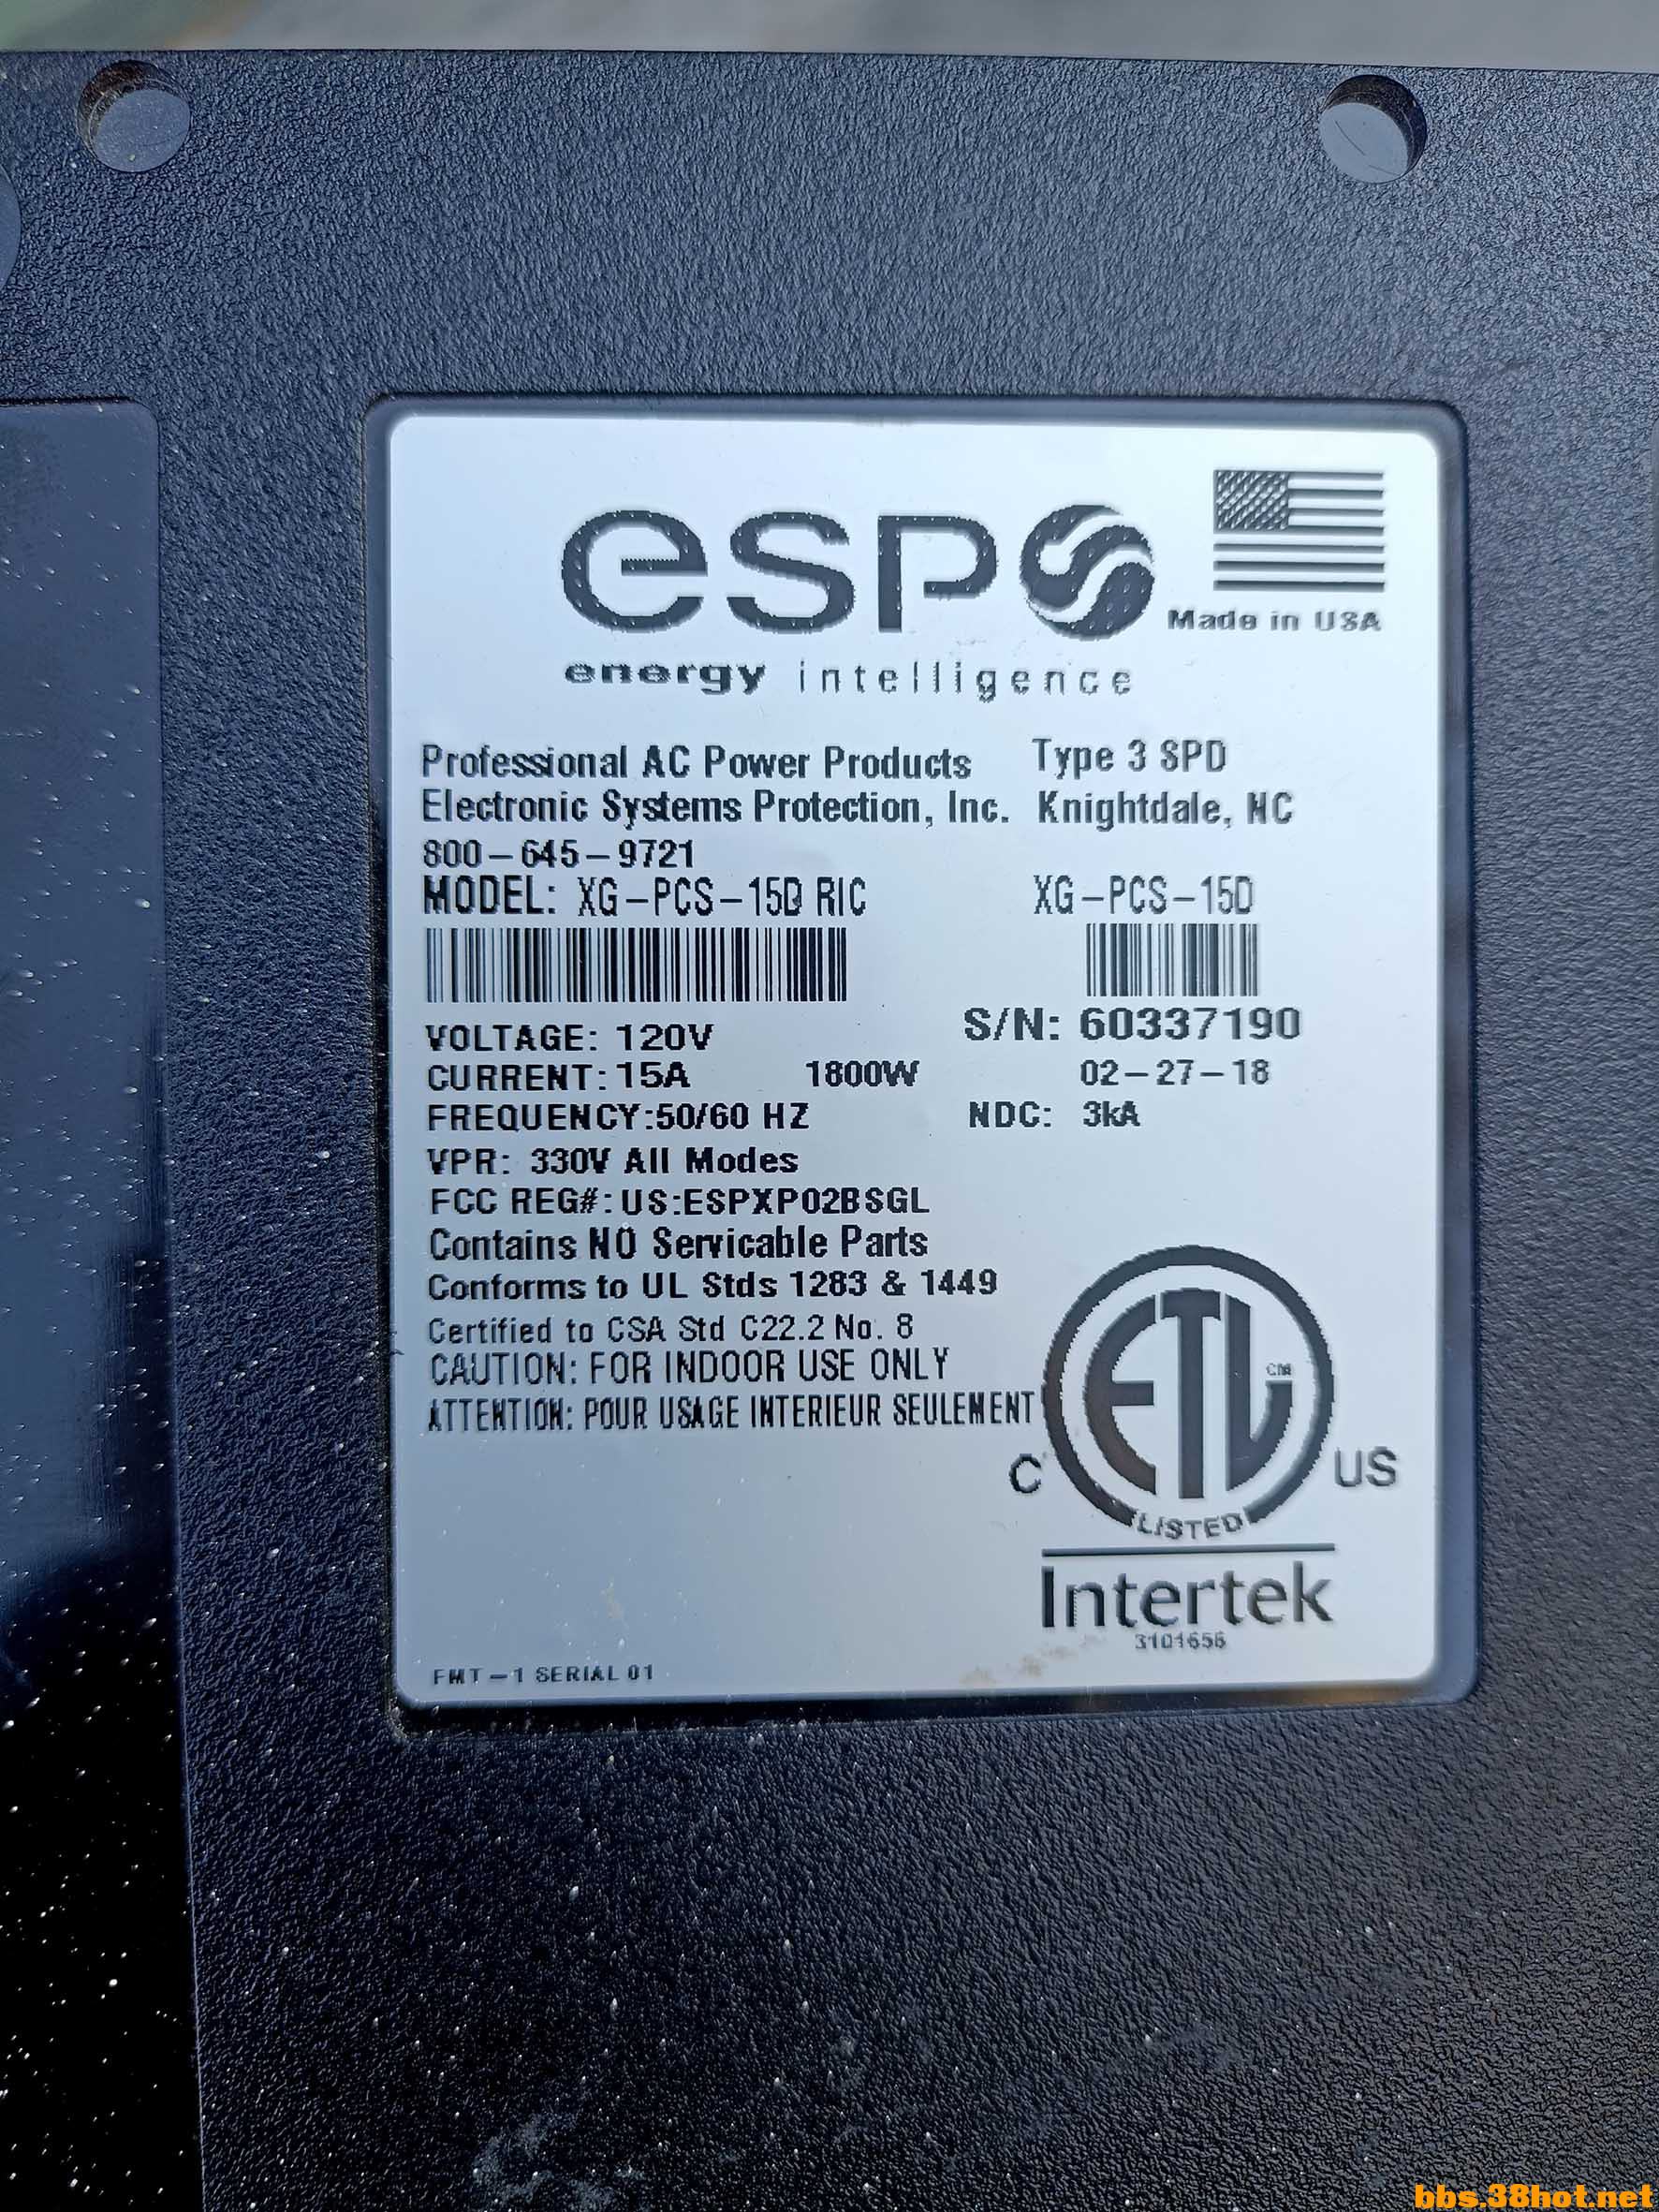 esp
Made in USA
energy intelligence
Professional AC Power Products Type 3 SPD
Electronic Systems Protection, Inc. Knightdale, NC
800-645-9721
MODEL: XG-PCS-15D RIC XG-PCS-15D
VOLTAGE: 120V S/N: 60337190
CURRENT: 15A 1800W 02-27-18
FREQUENCY:50/60 HZ NDC: 3kA
VPR: 330V All Modes
FCC REG#: US:ESPXP02BSGL
Contains NO Servicable Parts
Conforms to UL Stds 1283 & 1449
Certified to CSA Std C22.2 No. 8
CAUTION: FOR INDOOR USE ONLY
ATTENTION: POUR USAGE INTERIEUR SEULEMENT
ETL CM
C US
LISTED
Intertek
3101656
FMT-1 SERIAL 01
bbs.38hot.net